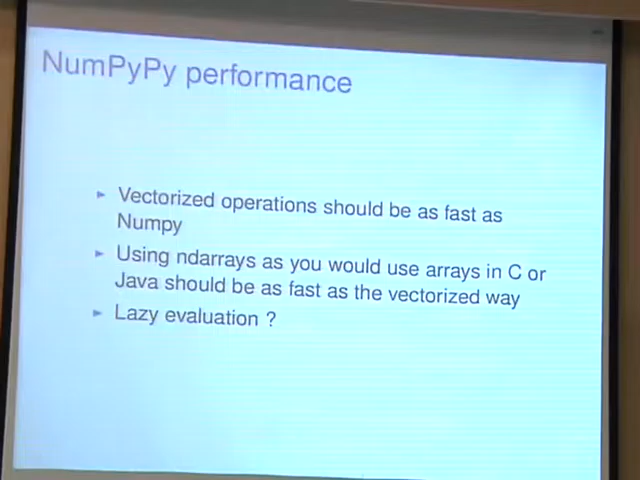 NumPyPy performance
Vectorized operations should be as fast as
Numpy
Using ndarrays as you would use arrays in C or
Java should be as fast as the vectorized way
Lazy evaluation ?